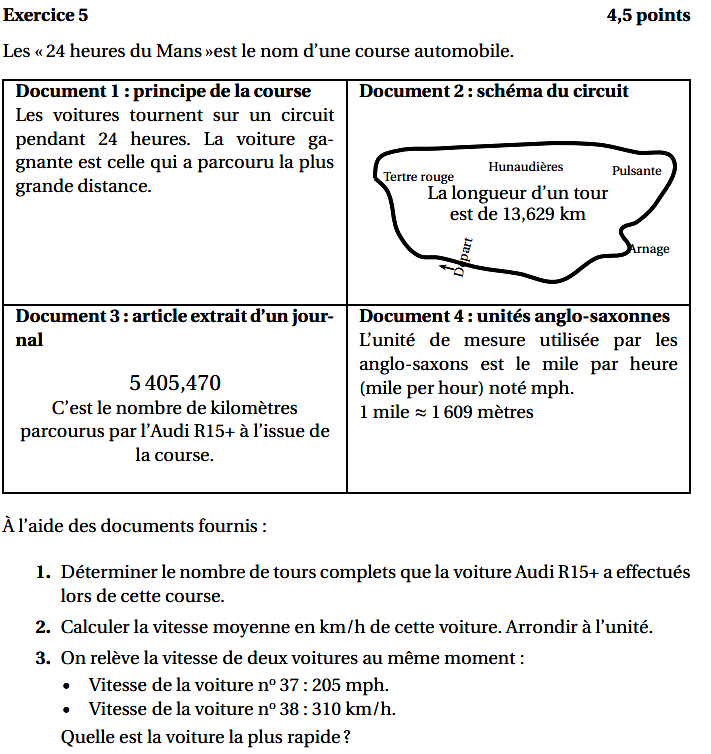 Exercice 5 4,5 points
Les « 24 heures du Mans »est le nom d'une course automobile.
Document 1 : principe de la course
Les voitures tournent sur un circuit
pendant 24 heures. La voiture ga-
gnante est celle qui a parcouru la plus
grande distance.
Document 2 : schéma du circuit
Hunaudières
Pulsante
Tertre rouge
La longueur d'un tour
est de 13,629 km
Arnage
Départ
Document 3 : article extrait d'un jour-
nal
5 405,470
C'est le nombre de kilomètres
parcourus par l'Audi R15+ à l'issue de
la course.
Document 4 : unités anglo-saxonnes
L'unité de mesure utilisée par les
anglo-saxons est le mile par heure
(mile per hour) noté mph.
1 mile ≈ 1 609 mètres
À l'aide des documents fournis :
1. Déterminer le nombre de tours complets que la voiture Audi R15+ a effectués
lors de cette course.
2. Calculer la vitesse moyenne en km/h de cette voiture. Arrondir à l'unité.
3. On relève la vitesse de deux voitures au même moment :
• Vitesse de la voiture nº 37 : 205 mph.
• Vitesse de la voiture nº 38 : 310 km/h.
Quelle est la voiture la plus rapide ?